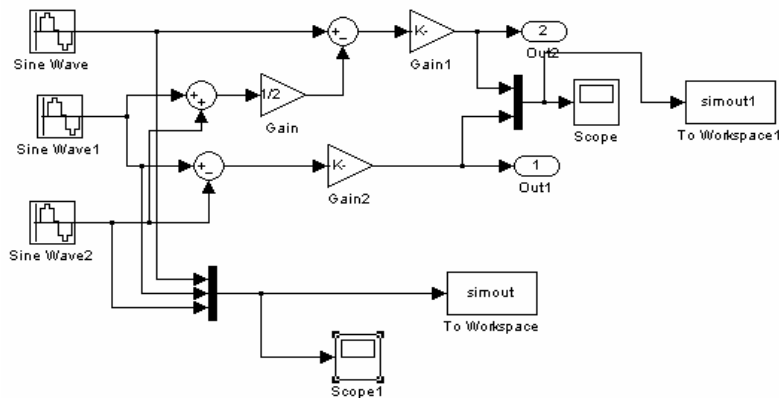 Sine Wave
+
-
K-
Gain1
2
Out2
Sine Wave1
+
+
1/2
Gain
Scope
simout1
To Workspace1
+
-
K-
Gain2
1
Out1
Sine Wave2
simout
To Workspace
Scope1